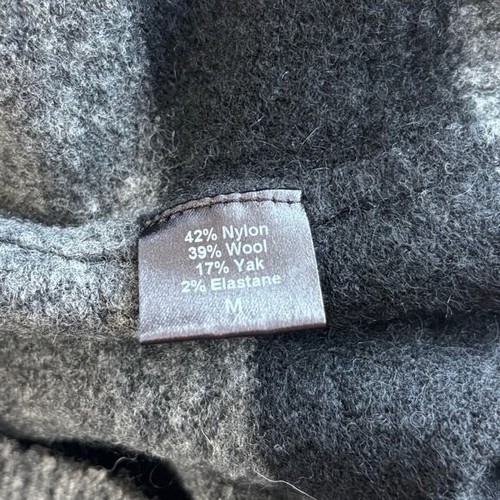 42% Nylon
39% Wool
17% Yak
2% Elastane
M